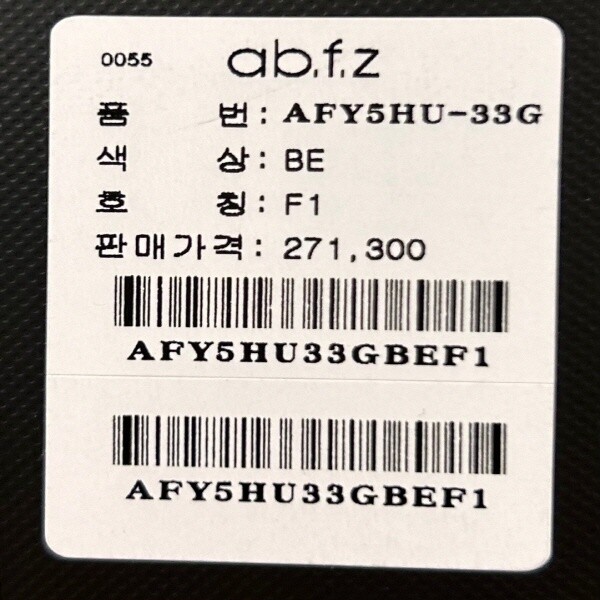 0055 ab.f.z
품 번 : AFY5HU-33G
색 상 : BE
호 칭 : F1
판매가격 : 271,300
AFY5HU33GBEF1
AFY5HU33GBEF1